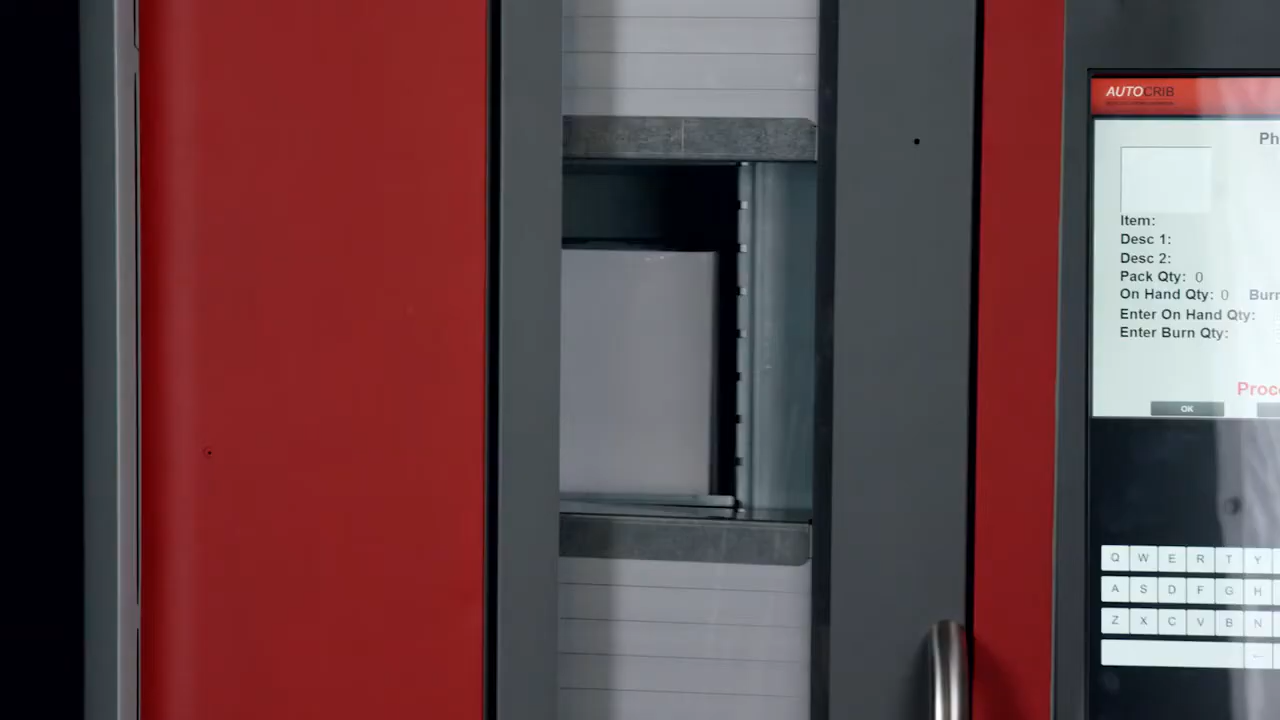 AUTOCRIB
Ph
Item:
Desc 1:
Desc 2:
Pack Qty: 0
On Hand Qty: 0 Burn
Enter On Hand Qty:
Enter Burn Qty:
Proc
OK
Q W E R T Y
A S D F G H
Z X C V B N
←